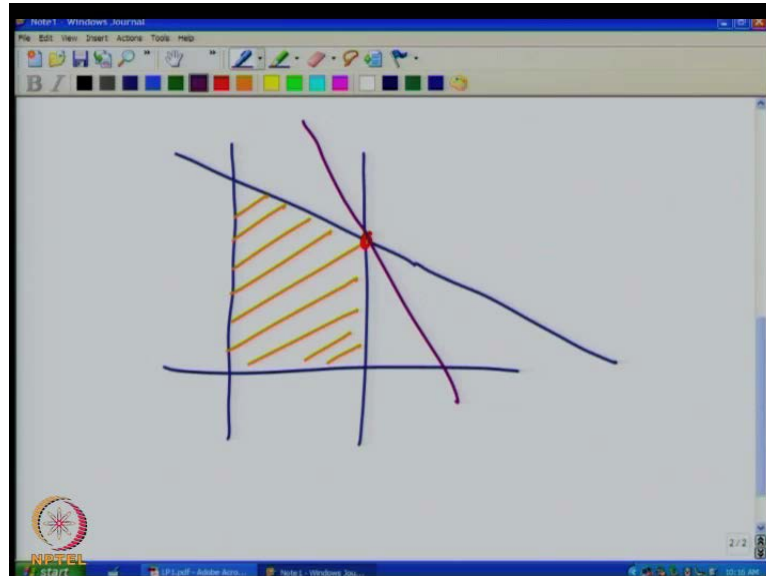 Note1 - Windows Journal
File Edit View Insert Actions Tools Help
B I
2/2
NPTEL
start
LP1.pdf - Adobe Acro...
Note1 - Windows Jou...
10:16 AM